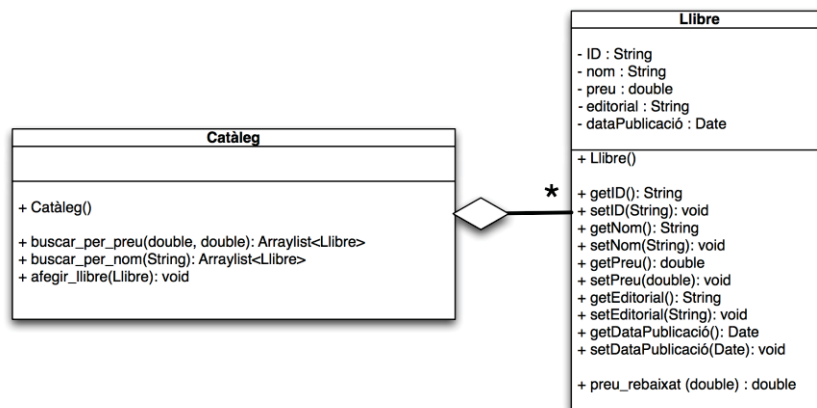 Catàleg
+ Catàleg()
+ buscar_per_preu(double, double): Arraylist<Llibre>
+ buscar_per_nom(String): Arraylist<Llibre>
+ afegir_llibre(Llibre): void
*
Llibre
- ID : String
- nom : String
- preu : double
- editorial : String
- dataPublicació : Date
+ Llibre()
+ getID(): String
+ setID(String): void
+ getNom(): String
+ setNom(String): void
+ getPreu(): double
+ setPreu(double): void
+ getEditorial(): String
+ setEditorial(String): void
+ getDataPublicació(): Date
+ setDataPublicació(Date): void
+ preu_rebaixat (double) : double